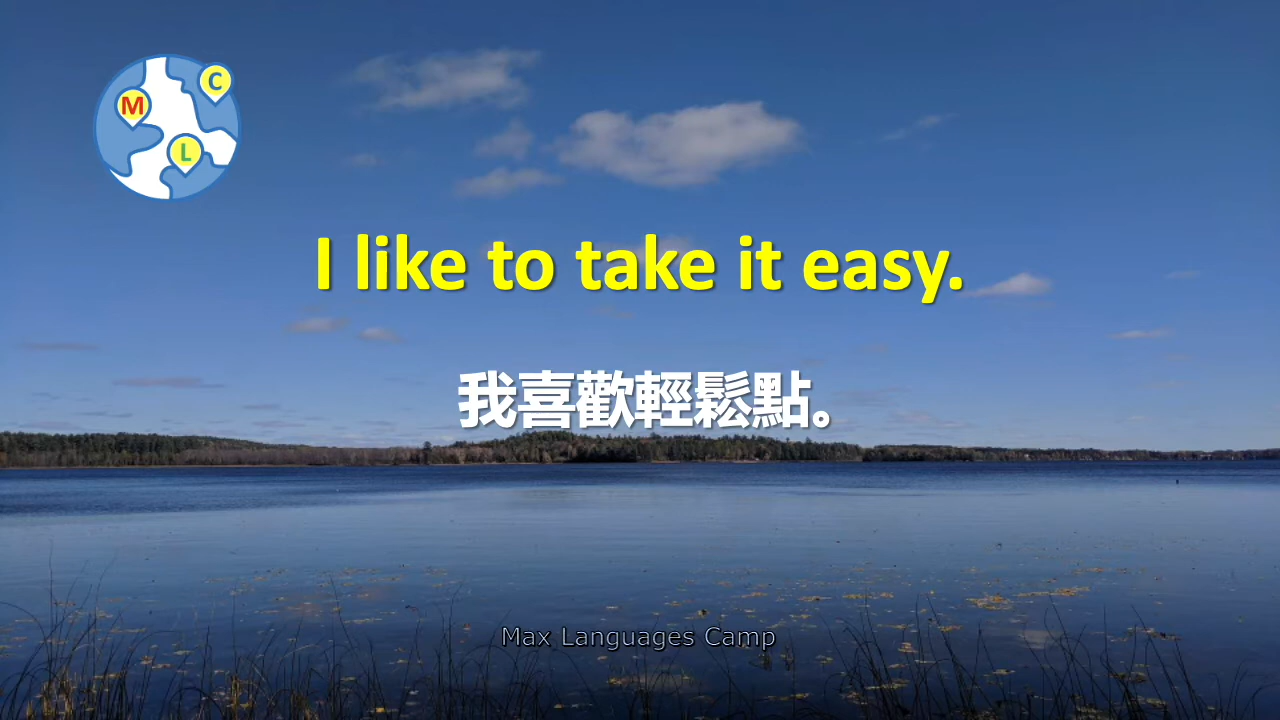 M
C
L
I like to take it easy.
我喜歡輕鬆點。
Max Languages Camp